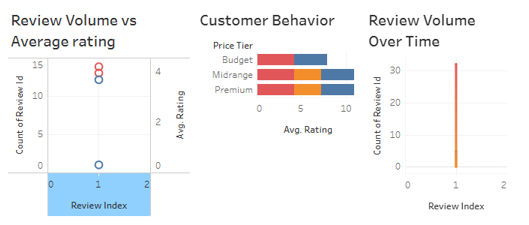 Review Volume vs
Average rating
15
10
5
0
Count of Review Id
4
2
0
Avg. Rating
0 1 2
Review Index
Customer Behavior
Price Tier
Budget
Midrange
Premium
0 5 10
Avg. Rating
Review Volume
Over Time
30
20
10
0
Count of Review Id
0 1 2
Review Index